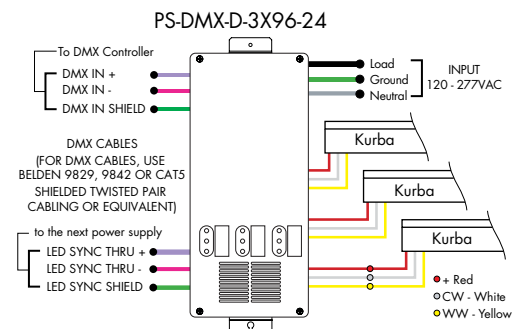 PS-DMX-D-3X96-24
To DMX Controller
DMX IN +
DMX IN -
DMX IN SHIELD
Load
Ground
Neutral
INPUT
120 - 277VAC
DMX CABLES
(FOR DMX CABLES, USE
BELDEN 9829, 9842 OR CAT5
SHIELDED TWISTED PAIR
CABLING OR EQUIVALENT)
Kurba
Kurba
Kurba
to the next power supply
LED SYNC THRU +
LED SYNC THRU -
LED SYNC SHIELD
+ Red
CW - White
WW - Yellow